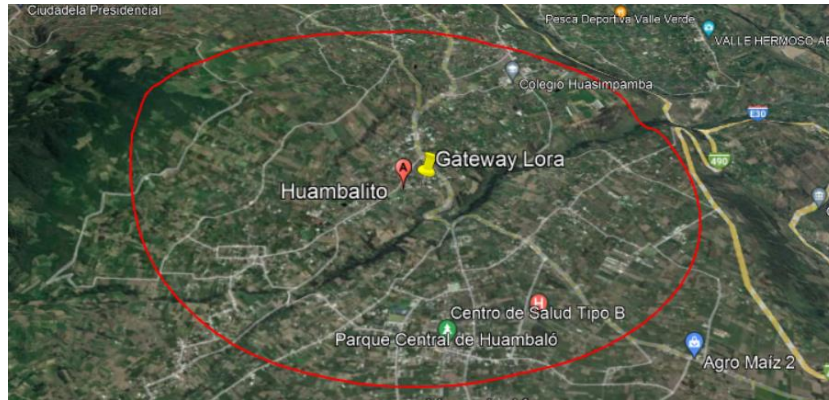 Ciudadela Presidencial
Pesca Deportiva Valle Verde
VALLE HERMOSO
Colegio Huasimpamba
E30
490
Gateway Lora
A
Huambalito
H
Centro de Salud Tipo B
Parque Central de Huambaló
Agro Maíz 2